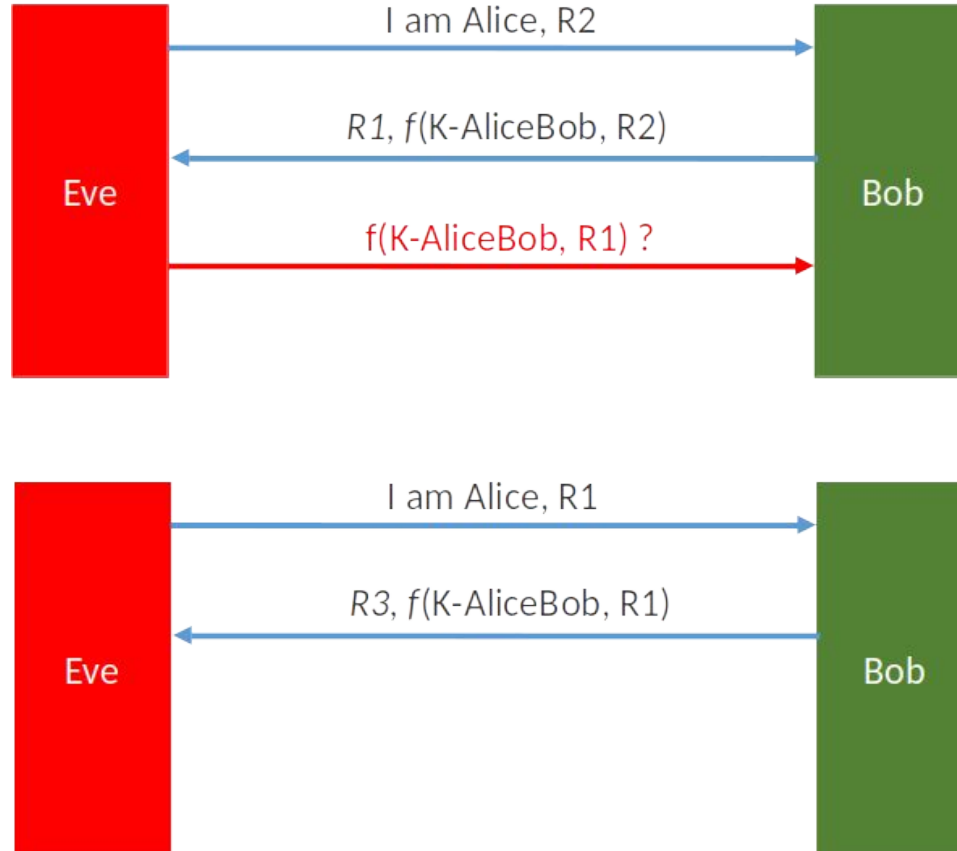 I am Alice, R2
R1, f(K-AliceBob, R2)
Eve
Bob
f(K-AliceBob, R1) ?
I am Alice, R1
R3, f(K-AliceBob, R1)
Eve
Bob